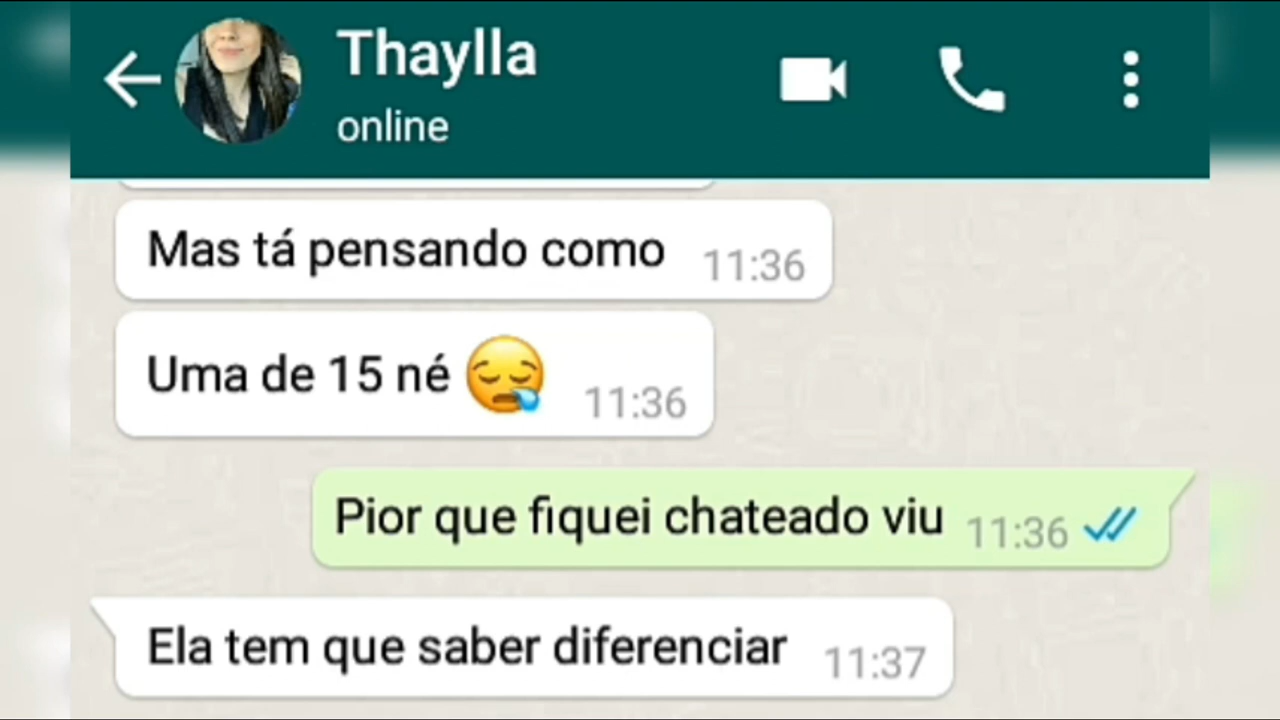 Thaylla
online
Mas tá pensando como 11:36
Uma de 15 né 😪 11:36
Pior que fiquei chateado viu 11:36
Ela tem que saber diferenciar 11:37